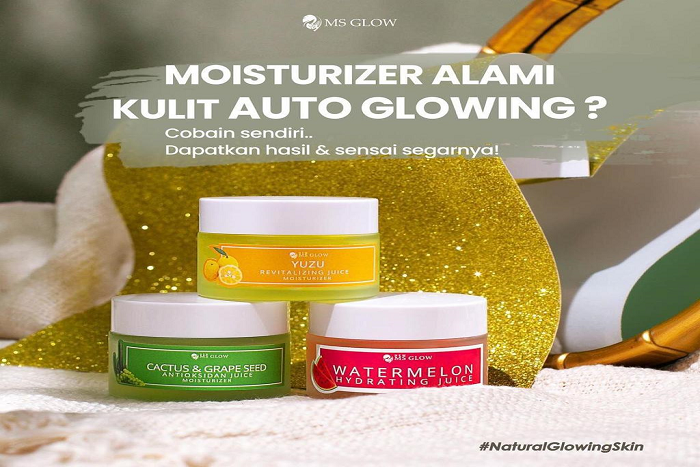 MS GLOW
MOISTURIZER ALAMI
KULIT AUTO GLOWING ?
Cobain sendiri..
Dapatkan hasil & sensai segarnya!
MS GLOW
YUZU
REVITALIZING JUICE
MOISTURIZER
MS GLOW
CACTUS & GRAPE SEED
ANTIOKSIDAN JUICE
MOISTURIZER
MS GLOW
WATERMELON
HYDRATING JUICE
#NaturalGlowingSkin